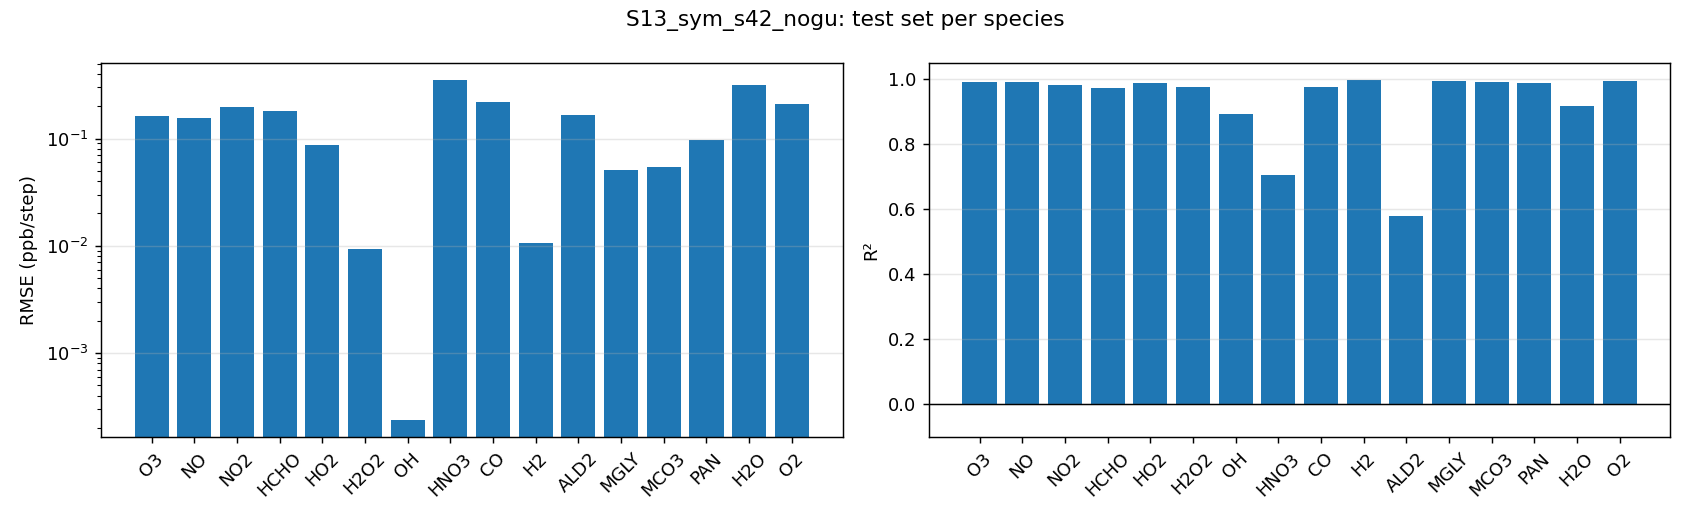 S13_sym_s42_nogu: test set per species
RMSE (ppb/step)
10⁻¹
10⁻²
10⁻³
O3 NO NO2 HCHO HO2 H2O2 OH HNO3 CO H2 ALD2 MGLY MCO3 PAN H2O O2
R²
1.0
0.8
0.6
0.4
0.2
0.0
O3 NO NO2 HCHO HO2 H2O2 OH HNO3 CO H2 ALD2 MGLY MCO3 PAN H2O O2